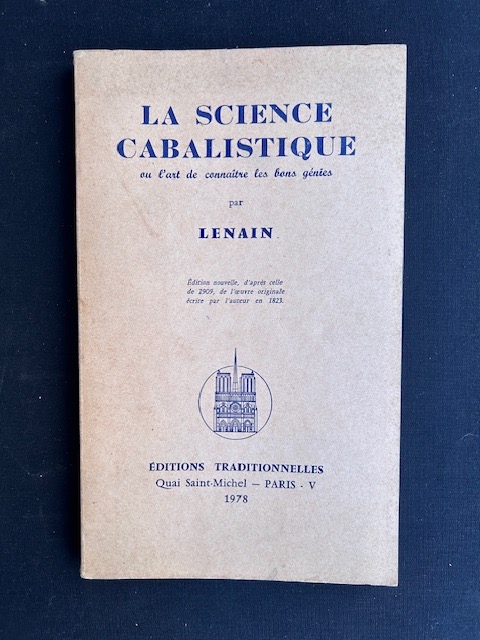 LA SCIENCE
CABALISTIQUE
ou l'art de connaître les bons génies
par
LENAIN.
Édition nouvelle, d'après celle
de 2909, de l'œuvre originale
écrite par l'auteur en 1823.
ÉDITIONS TRADITIONNELLES
Quai Saint-Michel — PARIS - V
1978